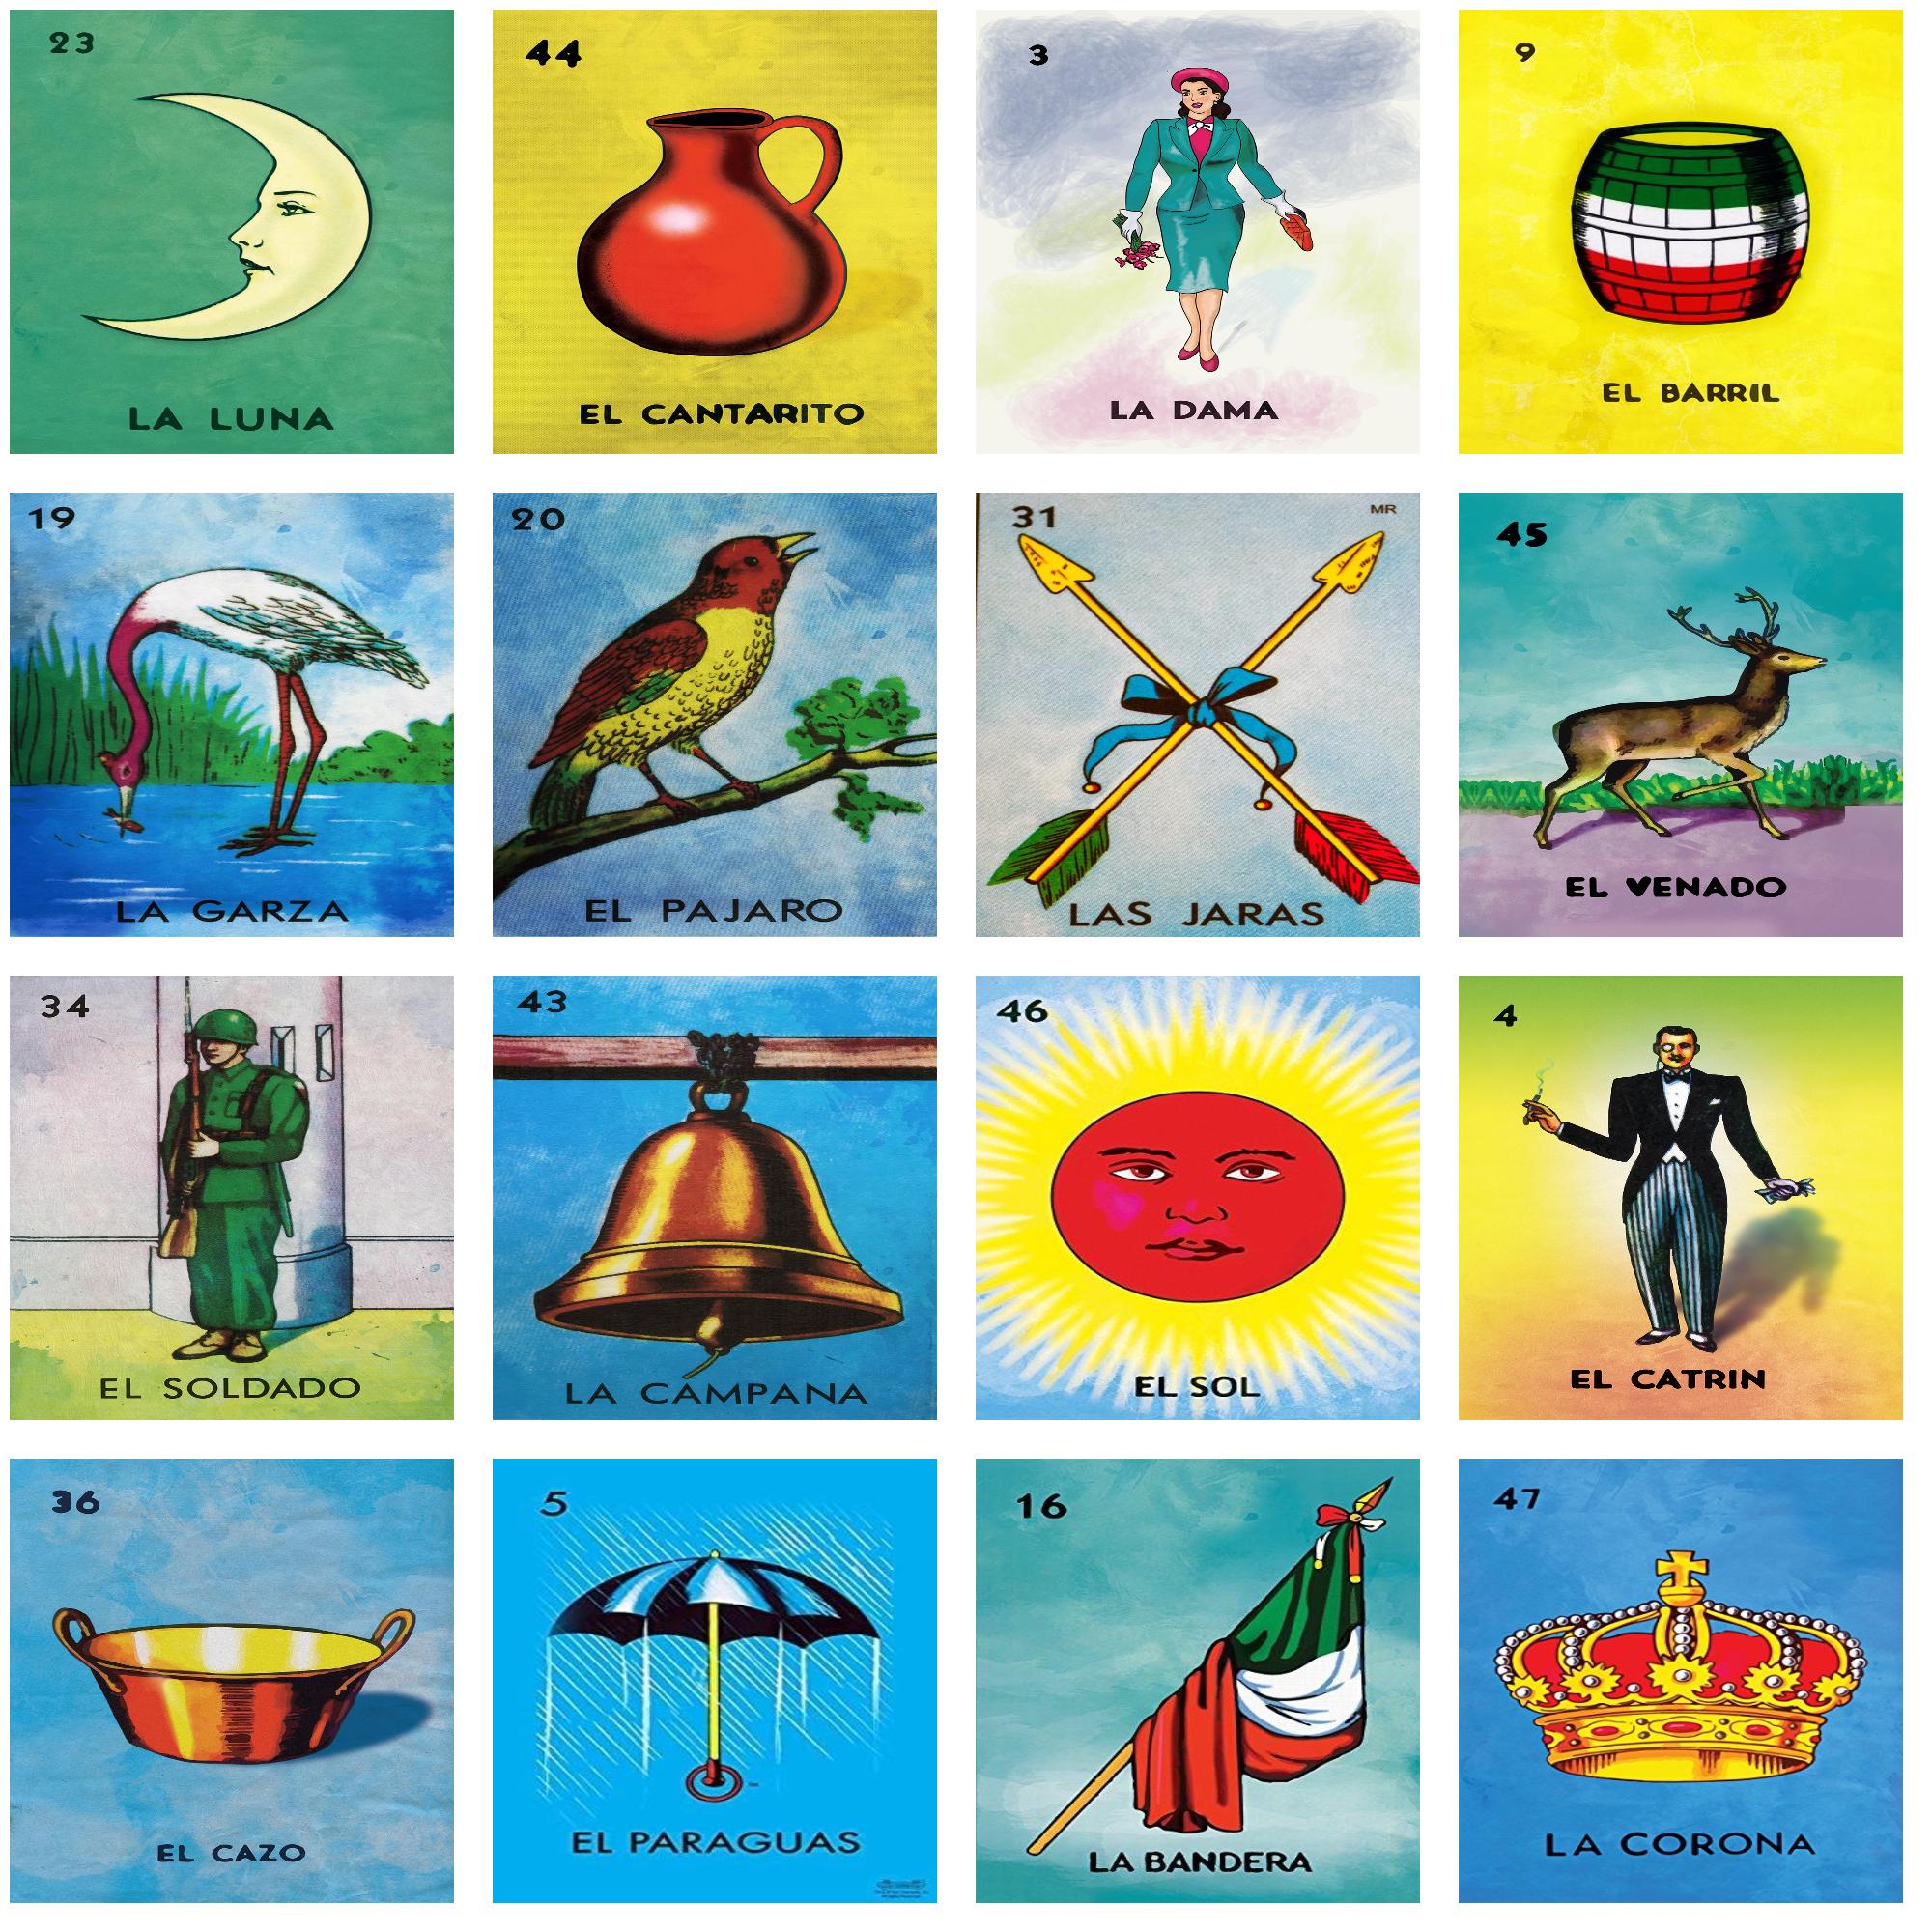 23
LA LUNA
44
EL CANTARITO
3
LA DAMA
9
EL BARRIL
19
LA GARZA
20
EL PAJARO
31
MR
LAS JARAS
45
EL VENADO
34
EL SOLDADO
43
LA CAMPANA
46
EL SOL
4
EL CATRIN
36
EL CAZO
5
EL PARAGUAS
16
LA BANDERA
47
LA CORONA